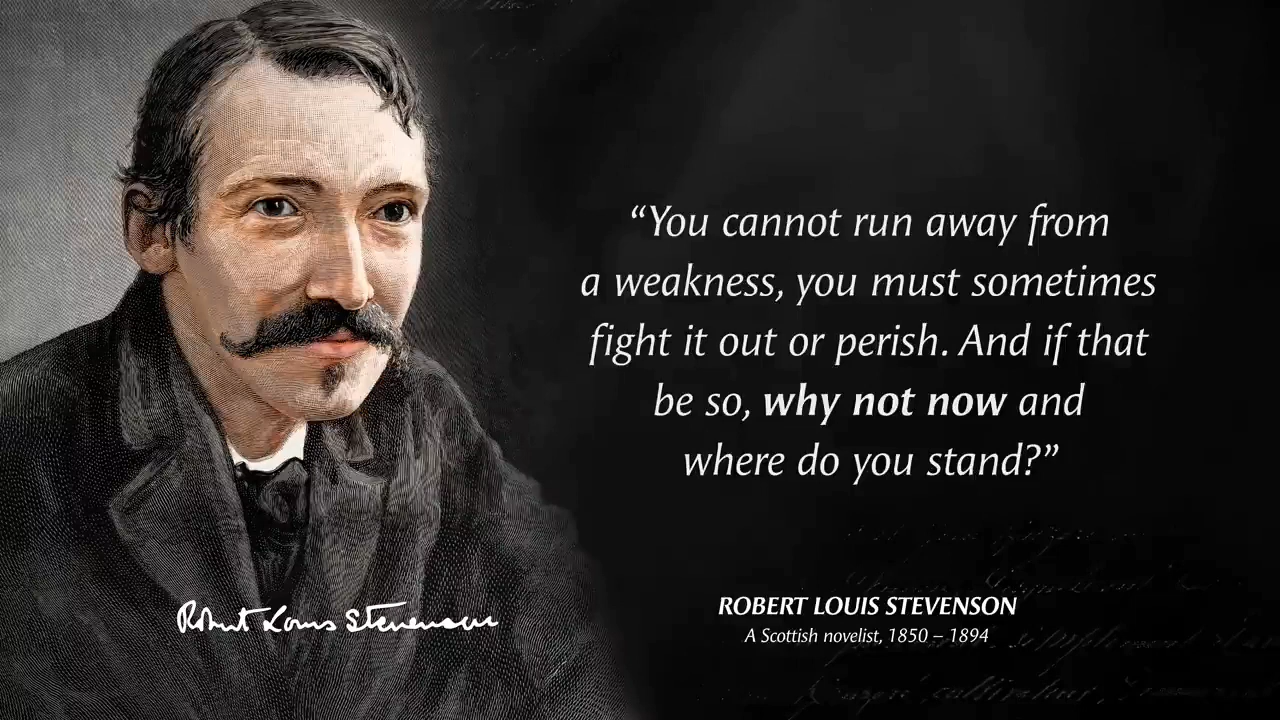 “You cannot run away from
a weakness, you must sometimes
fight it out or perish. And if that
be so, why not now and
where do you stand?”
Robert Louis Stevenson
ROBERT LOUIS STEVENSON
A Scottish novelist, 1850 – 1894